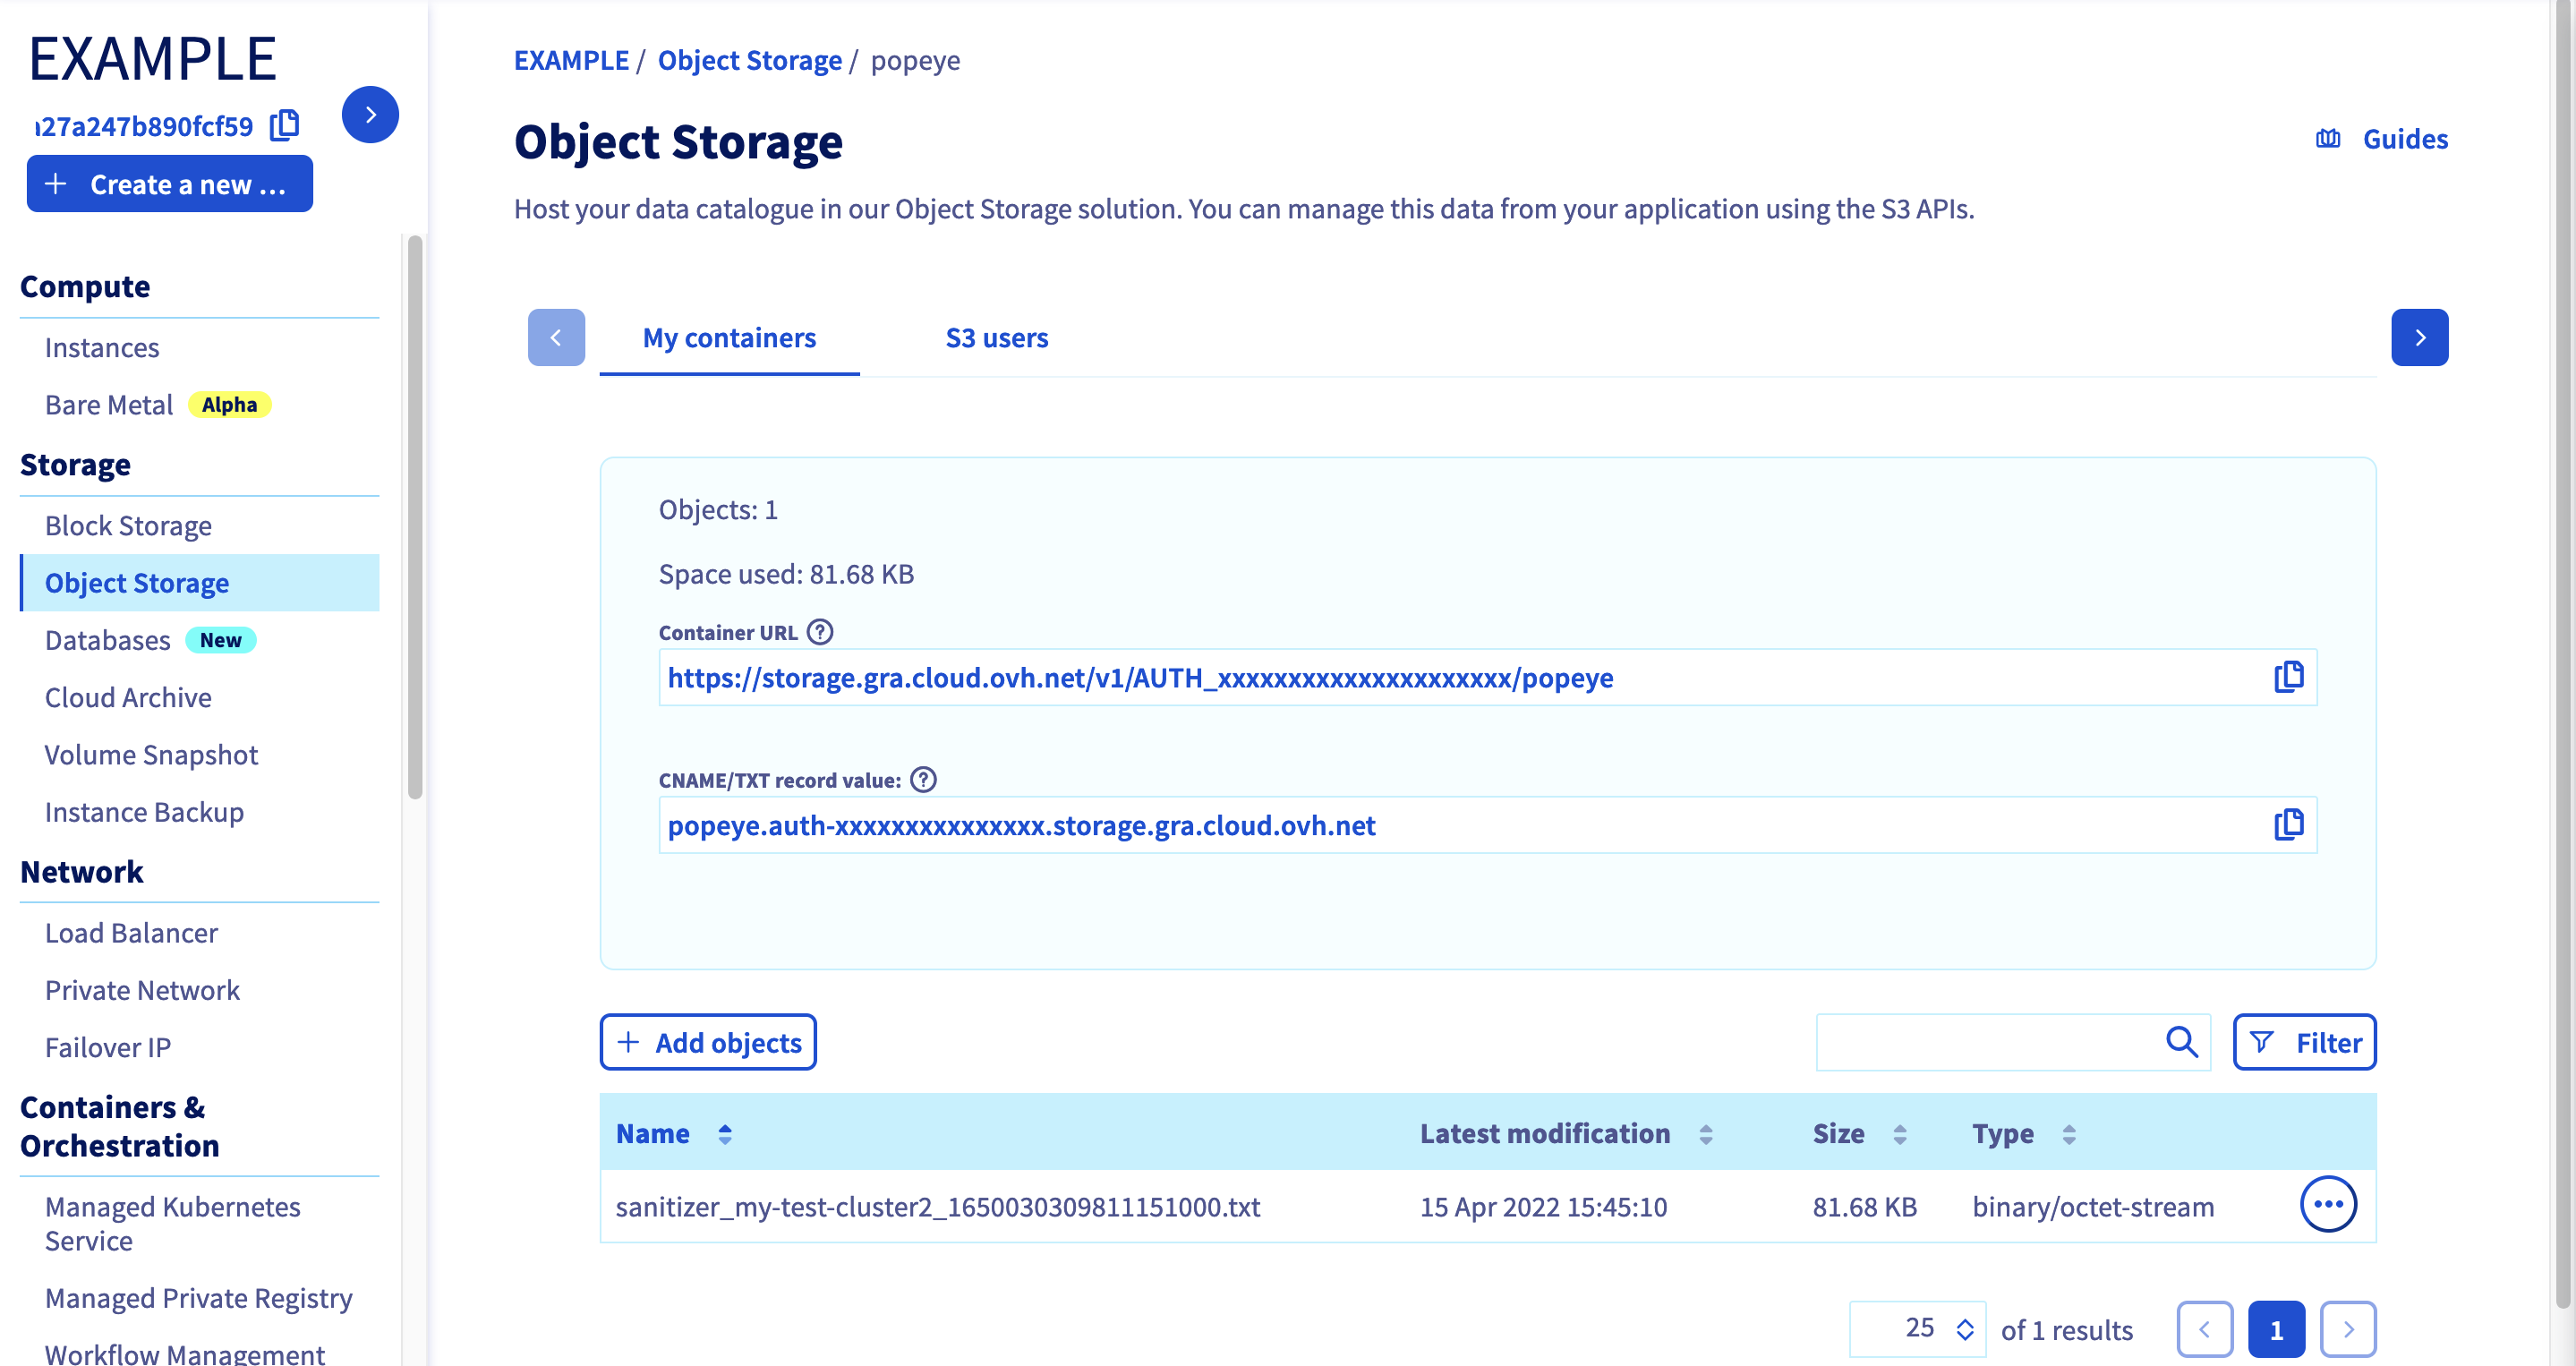 EXAMPLE
a27a247b890fcf59
Create a new ...
Compute
Instances
Bare Metal Alpha
Storage
Block Storage
Object Storage
Databases New
Cloud Archive
Volume Snapshot
Instance Backup
Network
Load Balancer
Private Network
Failover IP
Containers &
Orchestration
Managed Kubernetes
Service
Managed Private Registry
Workflow Management
EXAMPLE / Object Storage / popeye
Object Storage
Guides
Host your data catalogue in our Object Storage solution. You can manage this data from your application using the S3 APIs.
My containers S3 users
Objects: 1
Space used: 81.68 KB
Container URL ?
https://storage.gra.cloud.ovh.net/v1/AUTH_xxxxxxxxxxxxxxxxxxxxx/popeye
CNAME/TXT record value: ?
popeye.auth-xxxxxxxxxxxxxxx.storage.gra.cloud.ovh.net
Add objects
Filter
Name Latest modification Size Type
sanitizer_my-test-cluster2_1650030309811151000.txt 15 Apr 2022 15:45:10 81.68 KB binary/octet-stream
25 of 1 results 1